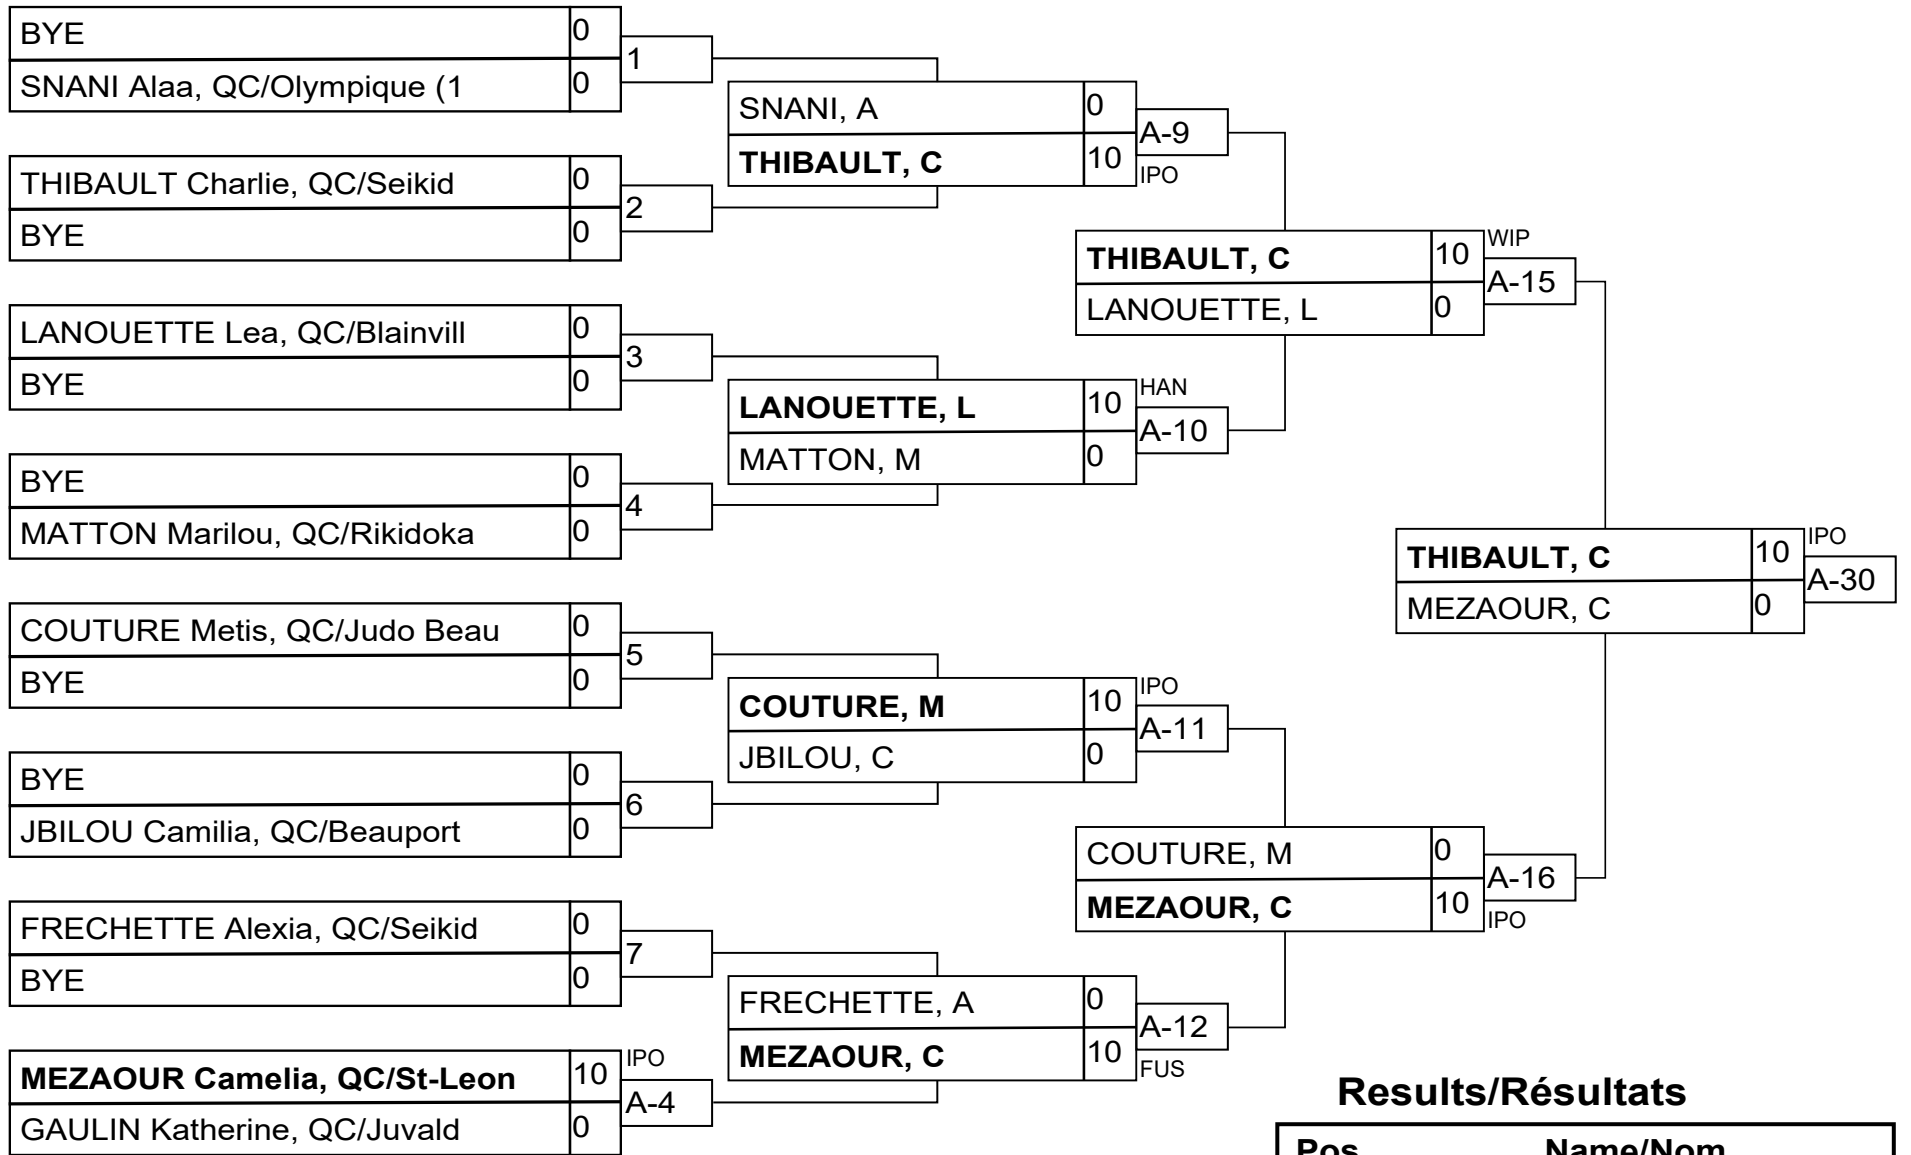 BYE 0
SNANI Alaa, QC/Olympique (1 0
1
THIBAULT Charlie, QC/Seikid 0
BYE 0
2
LANOUETTE Lea, QC/Blainvill 0
BYE 0
3
BYE 0
MATTON Marilou, QC/Rikidoka 0
4
COUTURE Metis, QC/Judo Beau 0
BYE 0
5
BYE 0
JBILOU Camilia, QC/Beauport 0
6
FRECHETTE Alexia, QC/Seikid 0
BYE 0
7
MEZAOUR Camelia, QC/St-Leon 10 IPO
A-4
GAULIN Katherine, QC/Juvald 0
SNANI, A 0
A-9
THIBAULT, C 10 IPO
LANOUETTE, L 10 HAN
A-10
MATTON, M 0
COUTURE, M 10 IPO
A-11
JBILOU, C 0
FRECHETTE, A 0
A-12
MEZAOUR, C 10 FUS
THIBAULT, C 10 WIP
A-15
LANOUETTE, L 0
COUTURE, M 0
A-16
MEZAOUR, C 10 IPO
THIBAULT, C 10 IPO
A-30
MEZAOUR, C 0
Results/Résultats
Pos Name/Nom